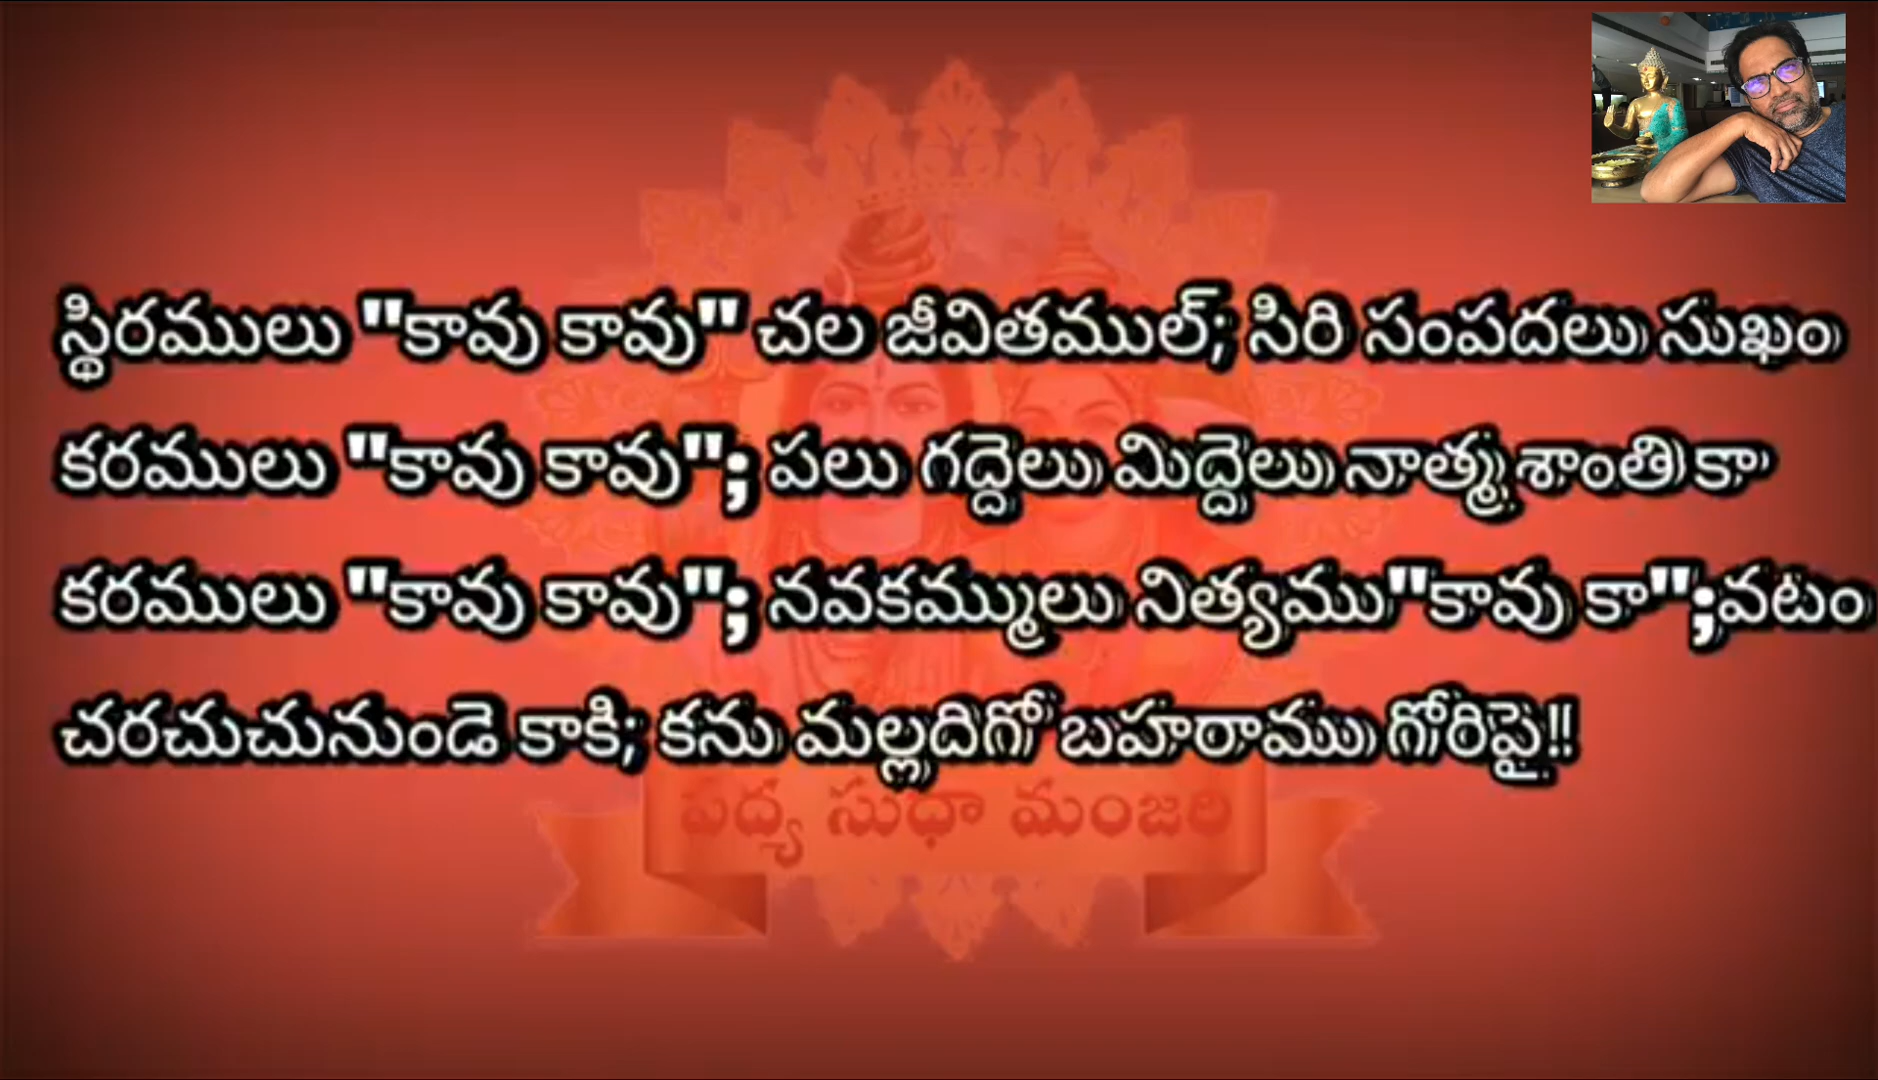 స్థిరములు "కావు కావు" చల జీవితముల్; సిరి సంపదలు సుఖం
కరములు "కావు కావు"; పలు గద్దెలు మిద్దెలు నాత్మ శాంతి కా
కరములు "కావు కావు"; నవకమ్ములు నిత్యము"కావు కా";వటం
చరచుచునుండె కాకి; కను మల్లదిగో బహరాము గోరిపై!!
పద్య సుధా మంజరి